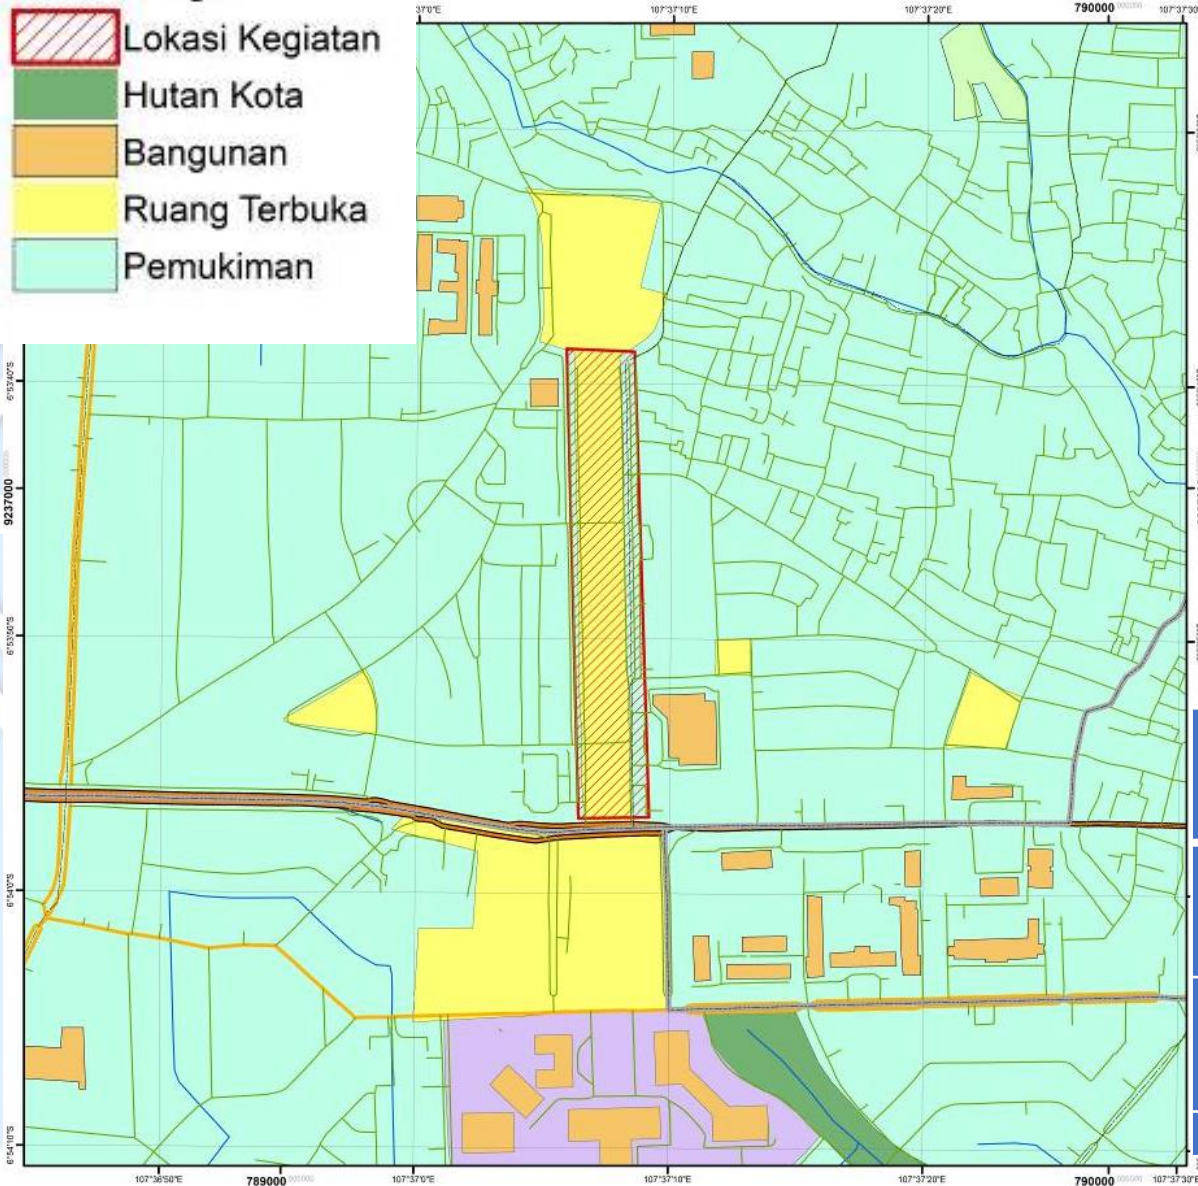 Lokasi Kegiatan
Hutan Kota
Bangunan
Ruang Terbuka
Pemukiman
107°37'10"
107°37'20"
790000
6°53'40"S
9237000
6°53'50"S
6°54'0"S
6°54'10"S
107°36'50"E
789000
107°37'0"E
107°37'10"E
107°37'20"E
790000